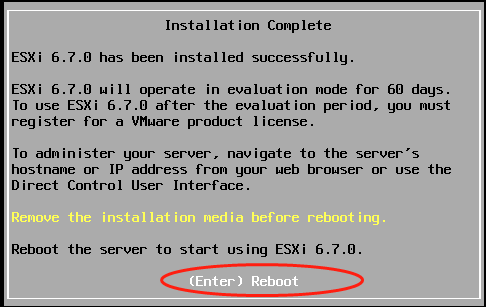 Installation Complete
ESXi 6.7.0 has been installed successfully.
ESXi 6.7.0 will operate in evaluation mode for 60 days.
To use ESXi 6.7.0 after the evaluation period, you must
register for a VMware product license.
To administer your server, navigate to the server's
hostname or IP address from your web browser or use the
Direct Control User Interface.
Remove the installation media before rebooting.
Reboot the server to start using ESXi 6.7.0.
(Enter) Reboot